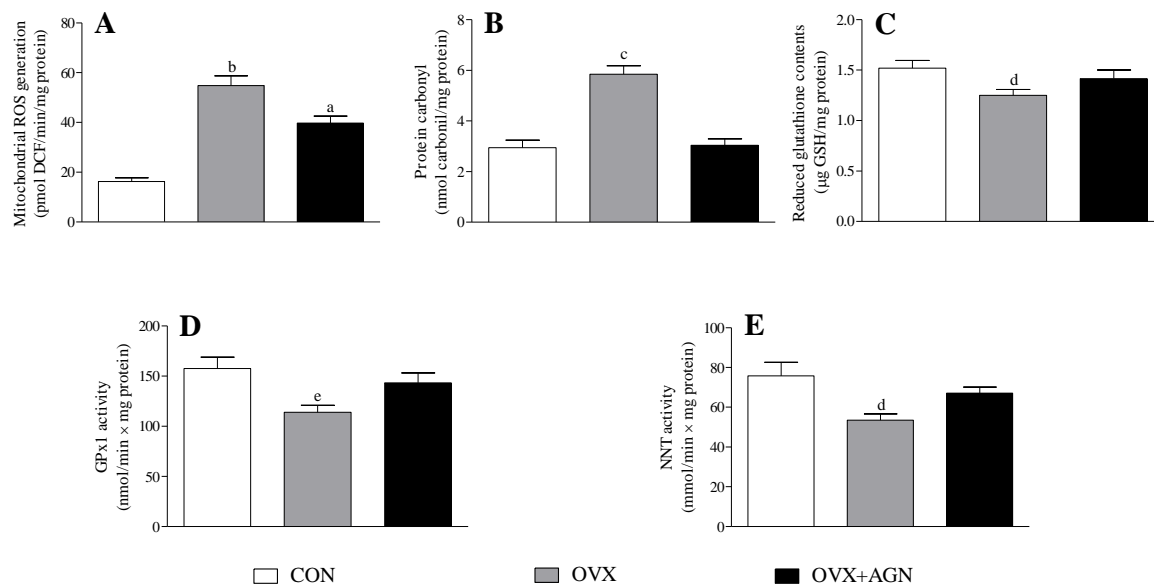 A
Mitochondrial ROS generation
(pmol DCF/min/mg protein)
80
60
40
20
0
b
a
B
Protein carbonyl
(nmol carbonil/mg protein)
8
6
4
2
0
c
C
Reduced glutathione contents
(µg GSH/mg protein)
2.0
1.5
1.0
0.5
0.0
d
D
GPx1 activity
(nmol/min × mg protein)
200
150
100
50
0
e
E
NNT activity
(mmol/min × mg protein)
100
80
60
40
20
0
d
CON
OVX
OVX+AGN